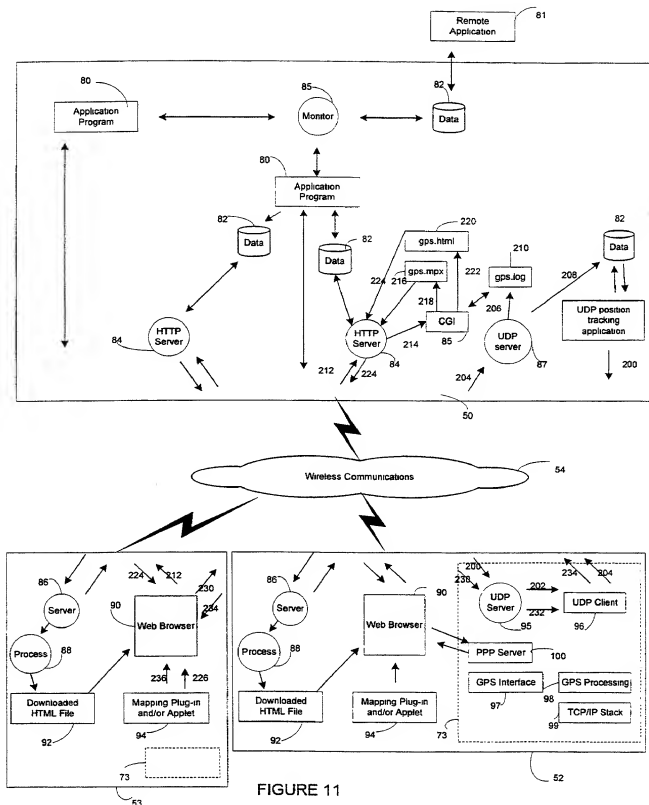 Remote Application
81
80
85
82
Application Program
Monitor
Data
80
Application Program
82
Data
82
Data
220
gps.html
224
216
gps.mpx
222
210
gps.log
208
82
Data
218
206
HTTP Server
84
HTTP Server
84
214
CGI
85
UDP server
87
UDP position tracking application
212
224
204
200
50
Wireless Communications
54
86
Server
224
212
230
234
90
Web Browser
Process
88
236
226
Downloaded HTML File
92
Mapping Plug-in and/or Applet
94
73
53
86
Server
90
Web Browser
Process
88
Downloaded HTML File
92
Mapping Plug-in and/or Applet
94
200
230
UDP Server
95
202
232
234
204
UDP Client
96
PPP Server
100
GPS Interface
97
98
GPS Processing
99
TCP/IP Stack
73
52
FIGURE 11